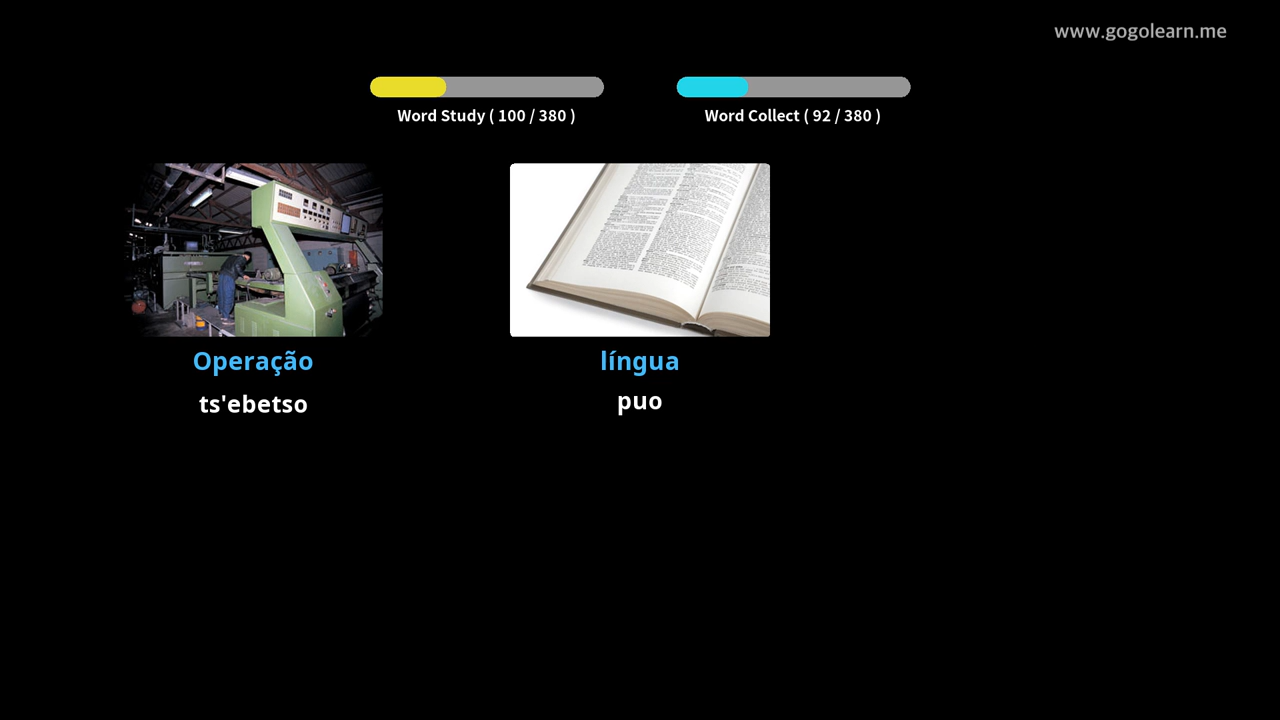 www.gogolearn.me
Word Study ( 100 / 380 )
Word Collect ( 92 / 380 )
Operação
ts'ebetso
língua
puo